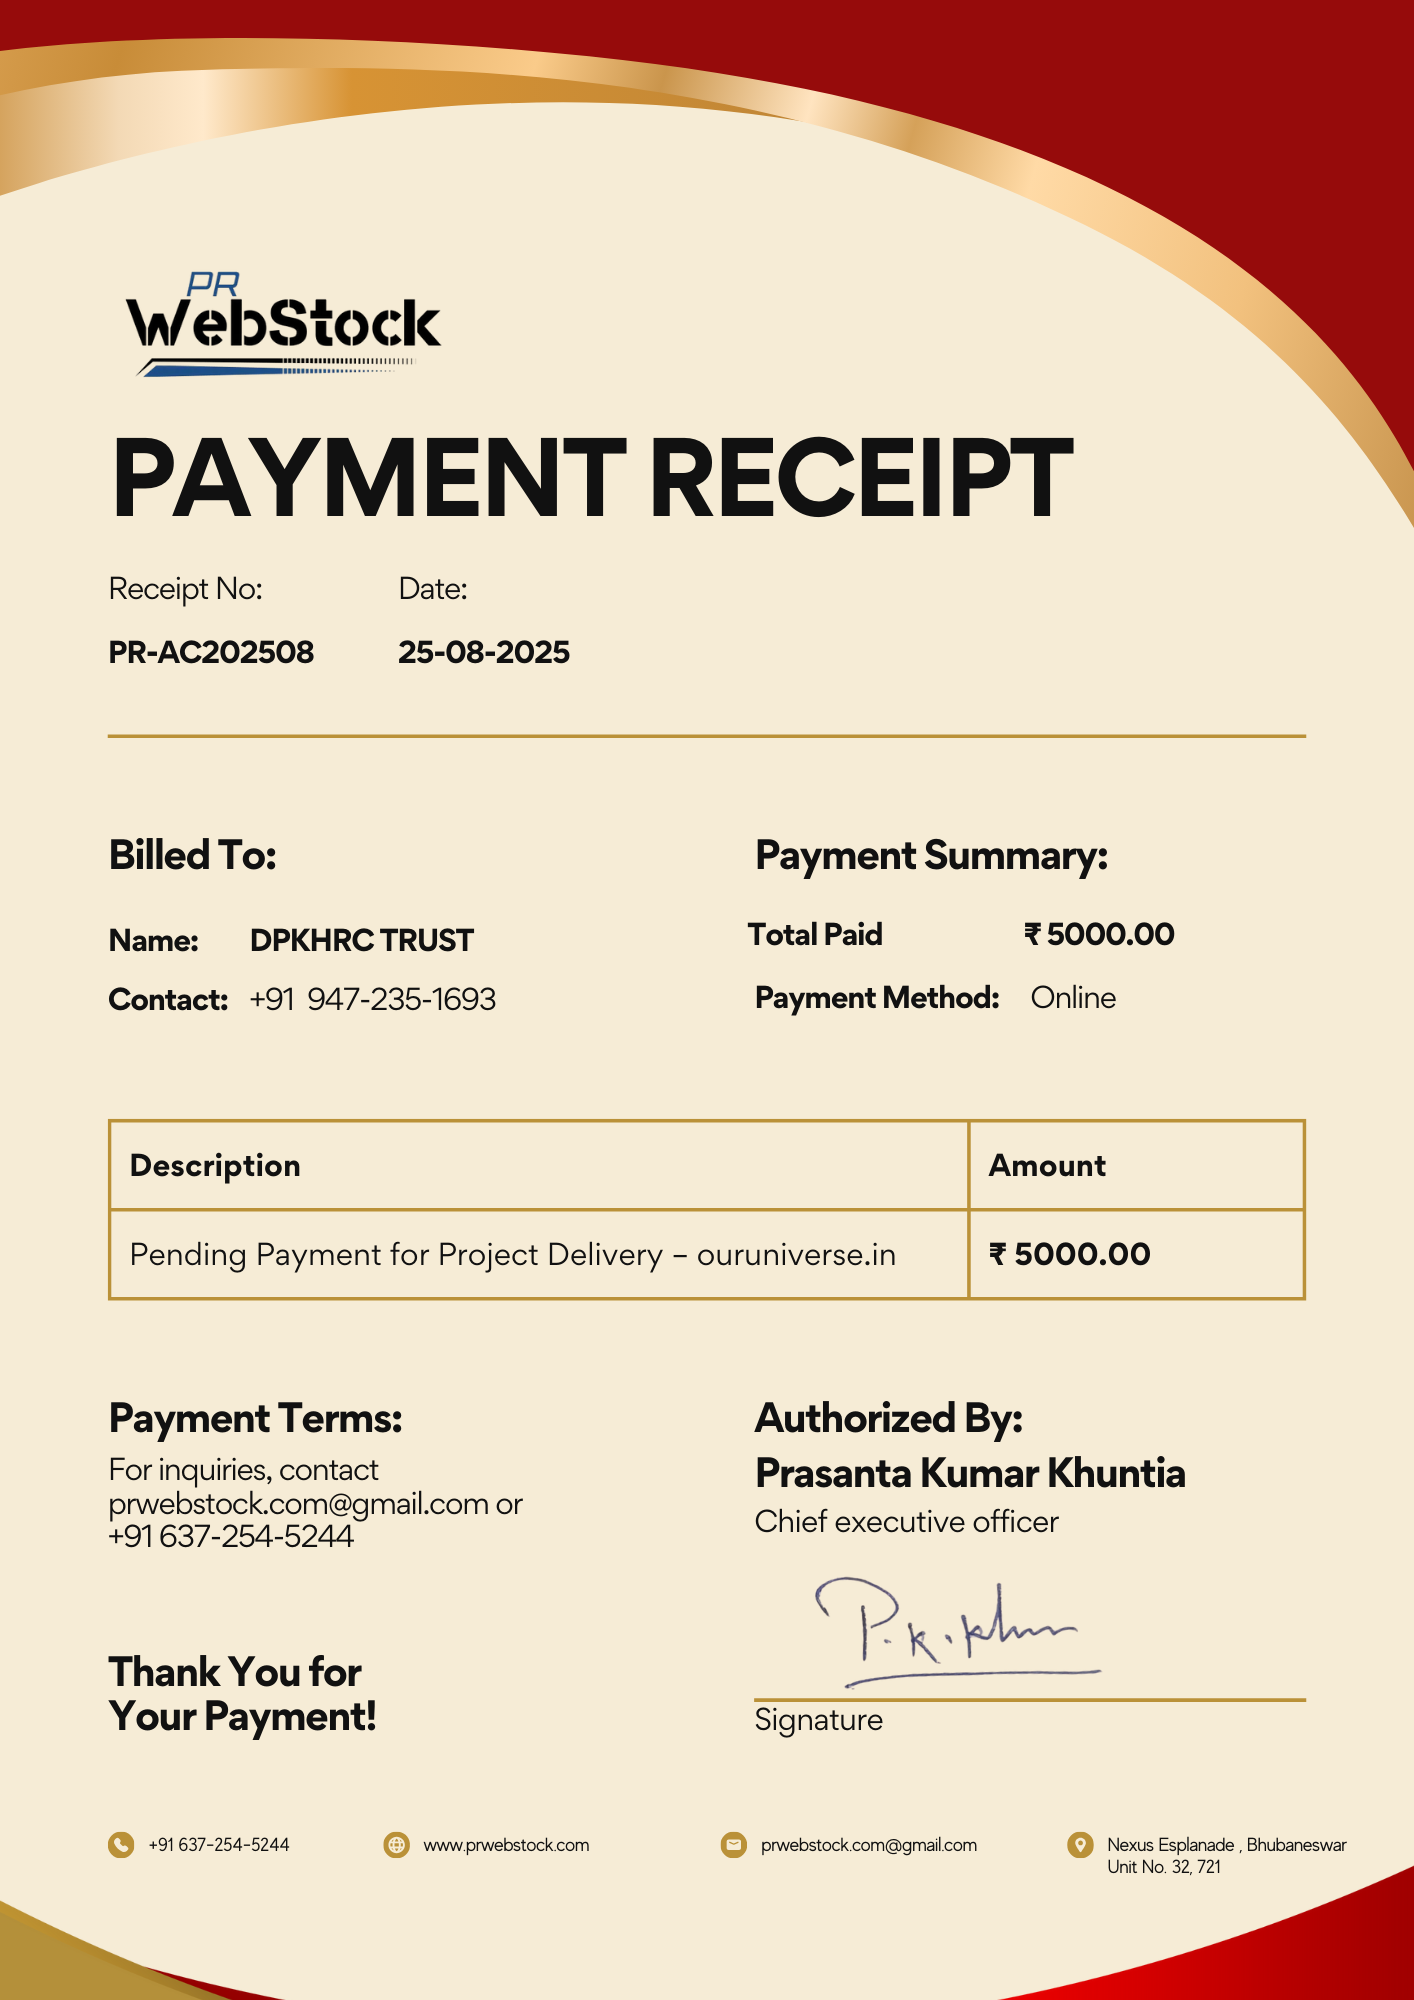 PR
WebStock
PAYMENT RECEIPT
Receipt No: Date:
PR-AC202508 25-08-2025
Billed To:
Name: DPKHRC TRUST
Contact: +91 947-235-1693
Payment Summary:
Total Paid ₹ 5000.00
Payment Method: Online
Description Amount
Pending Payment for Project Delivery – ouruniverse.in ₹ 5000.00
Payment Terms:
For inquiries, contact
prwebstock.com@gmail.com or
+91 637-254-5244
Thank You for
Your Payment!
Authorized By:
Prasanta Kumar Khuntia
Chief executive officer
P.K.Khun
Signature
+91 637-254-5244
www.prwebstock.com
prwebstock.com@gmail.com
Nexus Esplanade , Bhubaneswar
Unit No. 32, 721